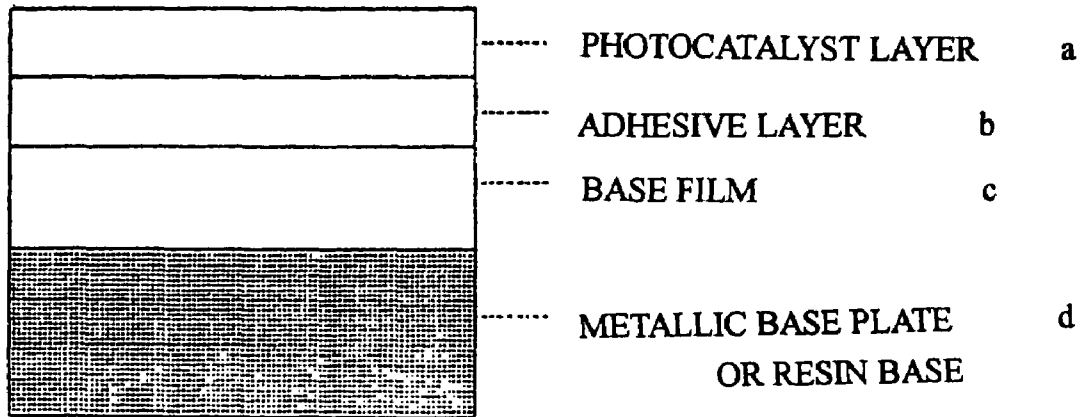 PHOTOCATALYST LAYER a
ADHESIVE LAYER b
BASE FILM c
METALLIC BASE PLATE d
OR RESIN BASE